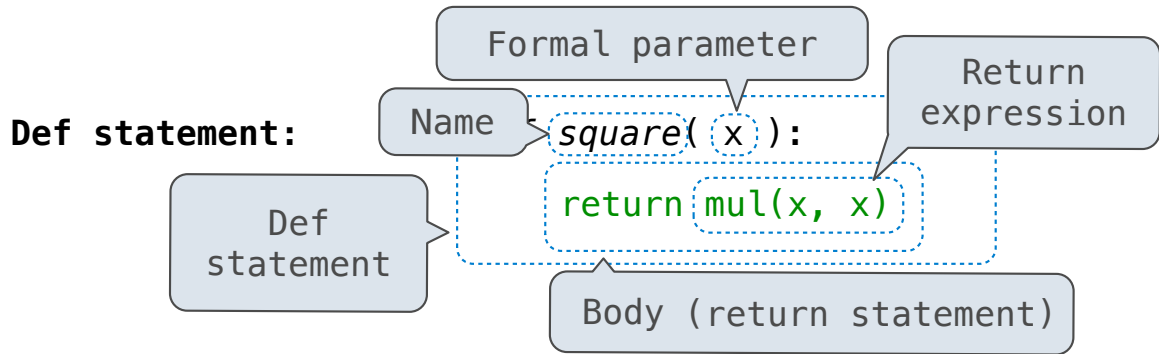 Formal parameter
Return
expression
Name
Def statement: square( x ):
return mul(x, x)
Def
statement
Body (return statement)